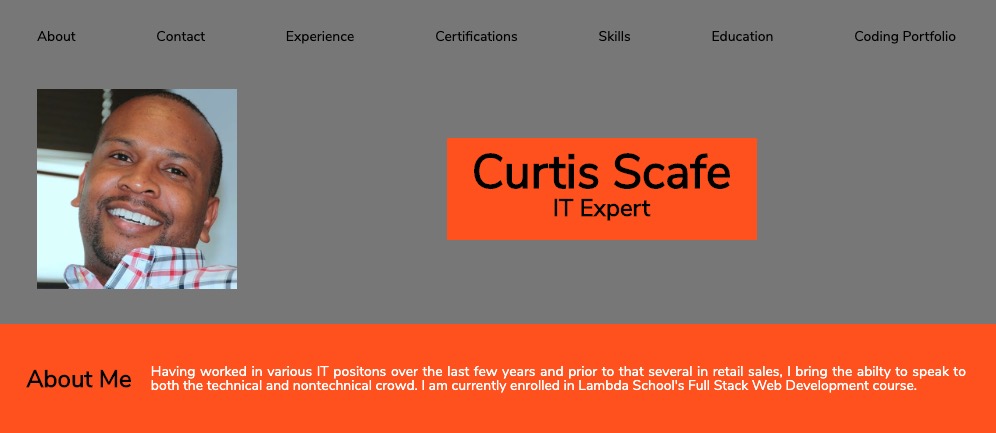 About Contact Experience Certifications Skills Education Coding Portfolio
Curtis Scafe
IT Expert
About Me
Having worked in various IT positons over the last few years and prior to that several in retail sales, I bring the abilty to speak to
both the technical and nontechnical crowd. I am currently enrolled in Lambda School's Full Stack Web Development course.